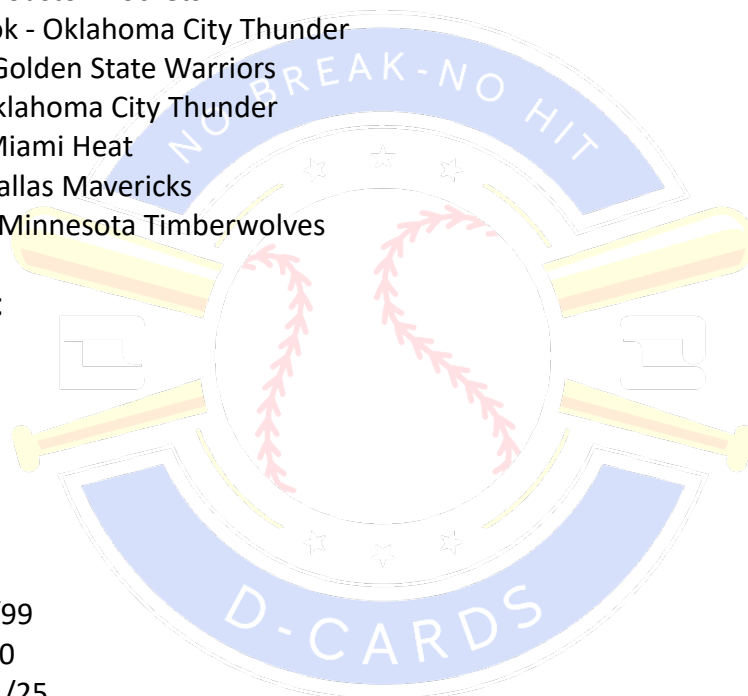 ok - Oklahoma City Thunder
Golden State Warriors
klahoma City Thunder
Miami Heat
allas Mavericks
Minnesota Timberwolves
:
NO BREAK-NO HIT
/99
0
/25
D-CARDS